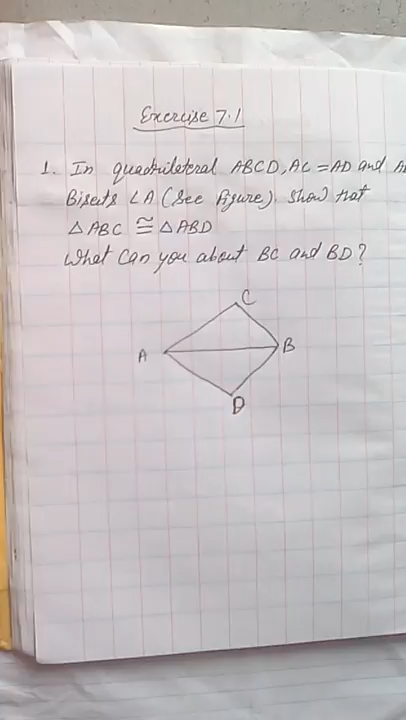 Exercise 7.1
1. In quadrilateral ABCD, AC = AD and
Bisects ∠A (See figure). Show that
△ABC ≅ △ABD
What can you about BC and BD?
C
A
B
D